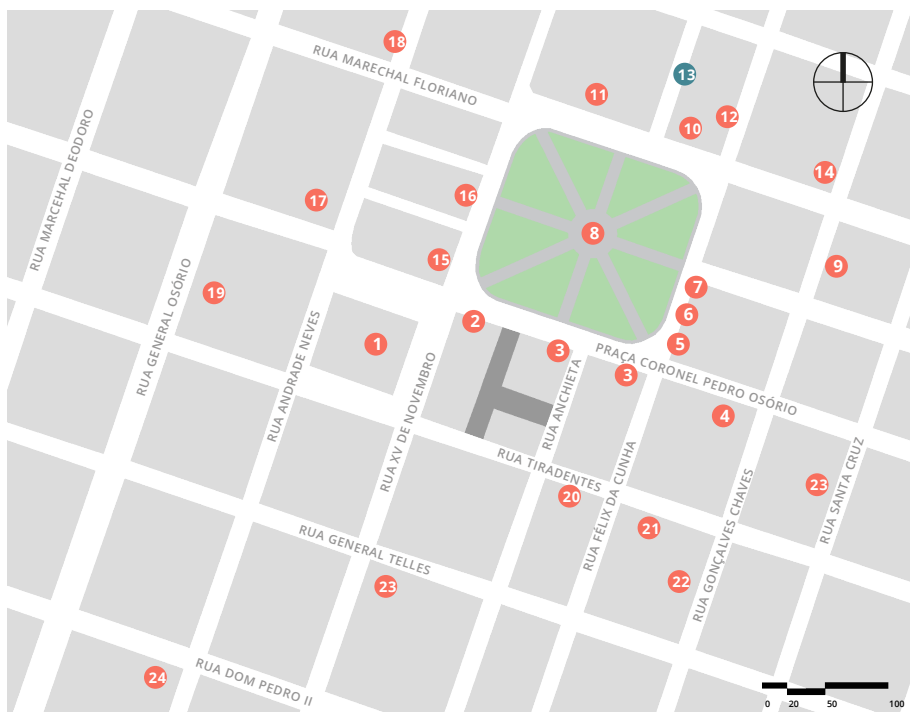 18
RUA MARECHAL FLORIANO
13
11
12
10
14
RUA MARCEHAL DEODORO
17
16
8
15
9
7
19
RUA GENERAL OSÓRIO
6
2
1
3
5
RUA ANDRADE NEVES
PRAÇA CORONEL PEDRO OSÓRIO
3
RUA ANCHIETA
4
RUA XV DE NOVEMBRO
RUA TIRADENTES
20
RUA FÉLIX DA CUNHA
23
RUA SANTA CRUZ
21
RUA GONÇALVES CHAVES
RUA GENERAL TELLES
22
23
24
RUA DOM PEDRO II
0 20 50 100